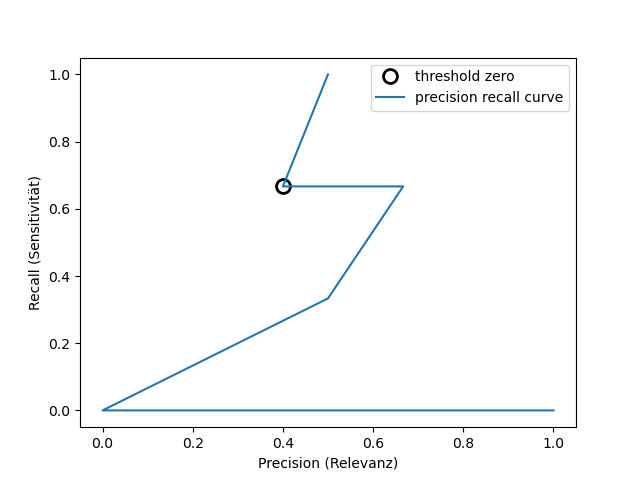 threshold zero
precision recall curve
1.0
0.8
0.6
0.4
0.2
0.0
Recall (Sensitivität)
0.0 0.2 0.4 0.6 0.8 1.0
Precision (Relevanz)